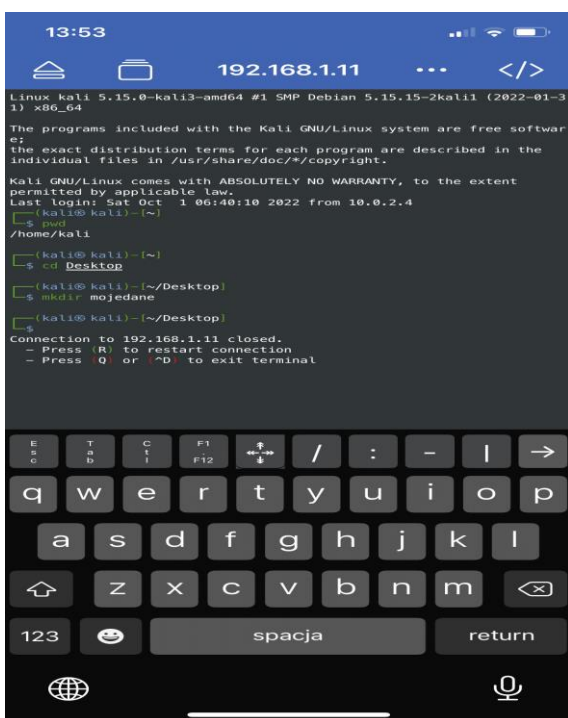 13:53
192.168.1.11 ... </>
Linux kali 5.15.0-kali3-amd64 #1 SMP Debian 5.15.15-2kali1 (2022-01-3
1) x86_64
The programs included with the Kali GNU/Linux system are free softwar
e;
the exact distribution terms for each program are described in the
individual files in /usr/share/doc/*/copyright.
Kali GNU/Linux comes with ABSOLUTELY NO WARRANTY, to the extent
permitted by applicable law.
Last login: Sat Oct  1 06:40:10 2022 from 10.0.2.4
┌──(kali㉿kali)-[~]
└─$ pwd
/home/kali
┌──(kali㉿kali)-[~]
└─$ cd Desktop
┌──(kali㉿kali)-[~/Desktop]
└─$ mkdir mojedane
┌──(kali㉿kali)-[~/Desktop]
└─$
Connection to 192.168.1.11 closed.
- Press (R) to restart connection
- Press (Q) or (^D) to exit terminal
Esc Tab Ctl F1 . F12 / : - | →
q w e r t y u i o p
a s d f g h j k l
z x c v b n m
123 spacja return